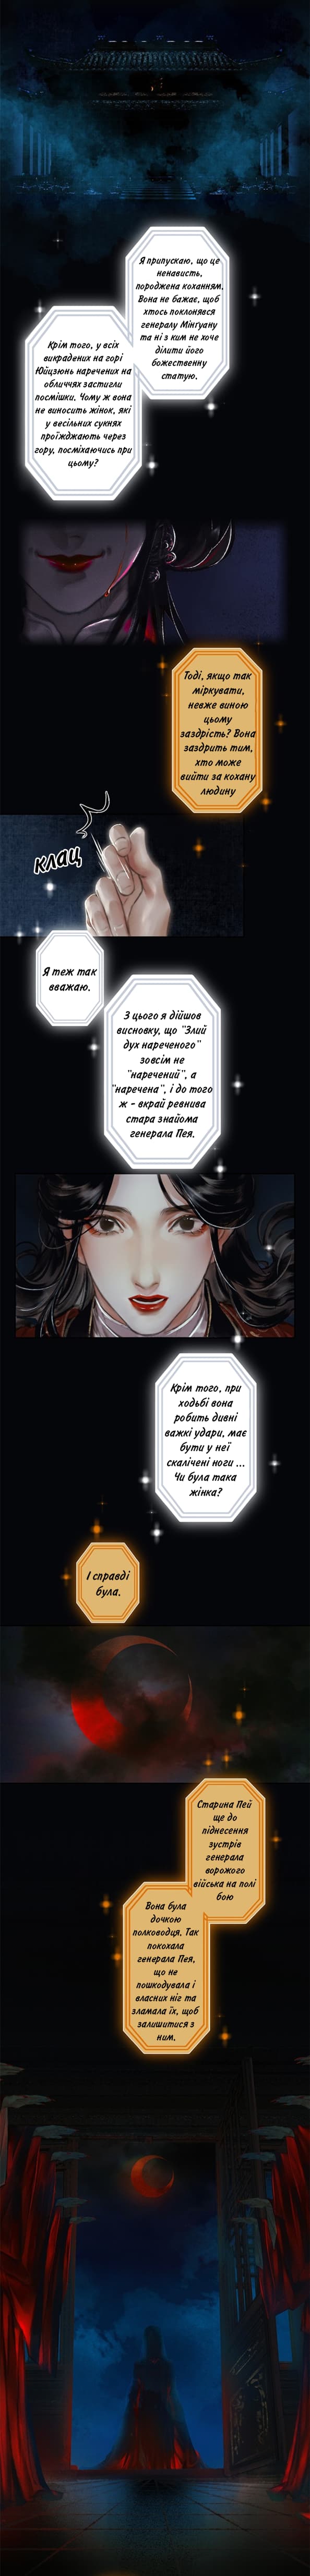 Я припускаю, що це
ненависть,
породжена коханням.
Вона не бажає, щоб
хтось поклонявся
генералу Мінґуану
та ні з ким не хоче
ділити його
божественну
статую.
Крім того, у всіх
викрадених на горі
Юйцзюнь наречених на
обличчях застигли
посмішки. Чому ж вона
не виносить жінок, які
у весільних сукнях
проїжджають через
гору, посміхаючись при
цьому?
Тоді, якщо так
міркувати,
невже виною
цьому
заздрість? Вона
заздрить тим,
хто може
вийти за кохану
людину
клац
Я теж так
вважаю.
З цього я дійшов
висновку, що "Злий
дух нареченого"
зовсім не
"наречений", а
"наречена", і до того
ж - вкрай ревнива
стара знайома
генерала Пея.
Крім того, при
ходьбі вона
робить дивні
важкі удари, має
бути у неї
скалічені ноги ...
Чи була така
жінка?
І справді
була.
Старина Пей
ще до
піднесення
зустрів
генерала
ворожого
війська на полі
бою
Вона була
дочкою
полководця. Так
покохала
генерала Пея,
що не
пошкодувала і
власних ніг та
зламала їх, щоб
залишитися з
ним.